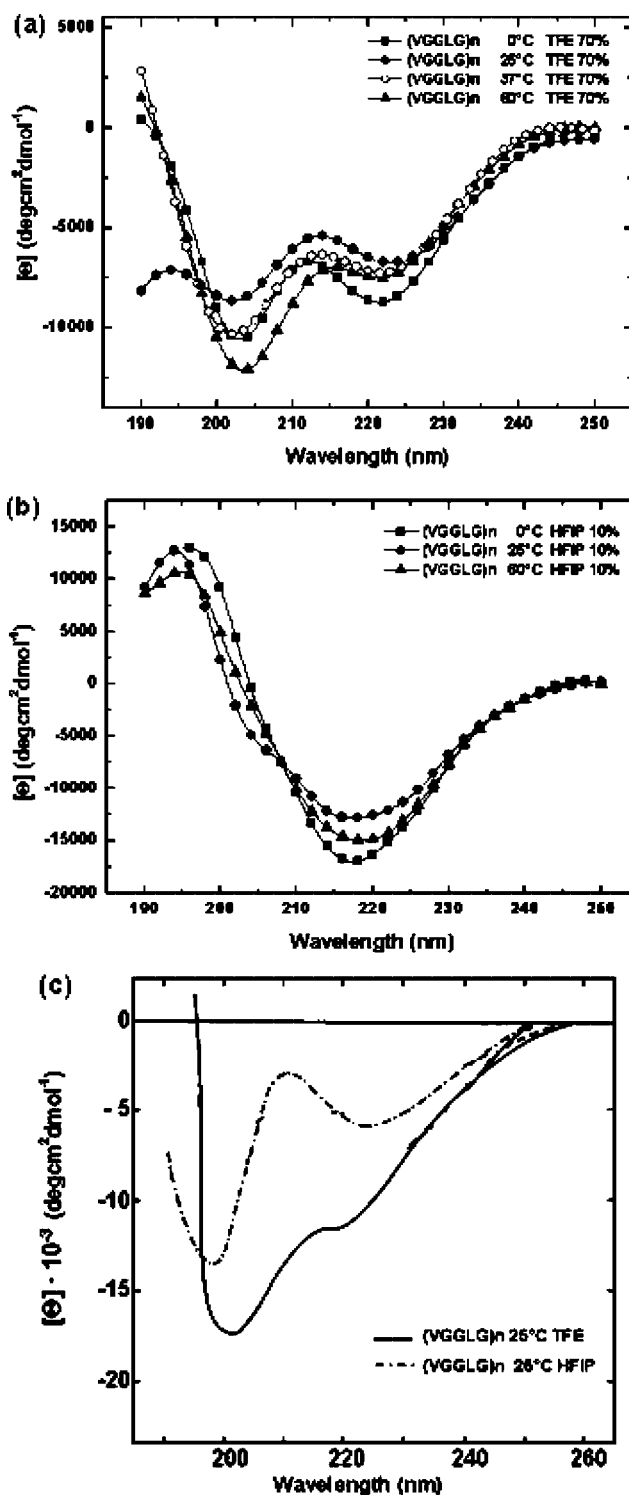 (a)
(VGGLG)n 0°C TFE 70%
(VGGLG)n 25°C TFE 70%
(VGGLG)n 37°C TFE 70%
(VGGLG)n 60°C TFE 70%
5000
0
-5000
-10000
[Θ] (degcm²dmol⁻¹)
190 200 210 220 230 240 250
Wavelength (nm)
(b)
(VGGLG)n 0°C HFIP 10%
(VGGLG)n 25°C HFIP 10%
(VGGLG)n 60°C HFIP 10%
15000
10000
5000
0
-5000
-10000
-15000
-20000
[Θ] (degcm²dmol⁻¹)
190 200 210 220 230 240 250
Wavelength (nm)
(c)
0
-5
-10
-15
-20
[Θ] · 10⁻³ (degcm²dmol⁻¹)
(VGGLG)n 25°C TFE
(VGGLG)n 25°C HFIP
200 220 240 260
Wavelength (nm)